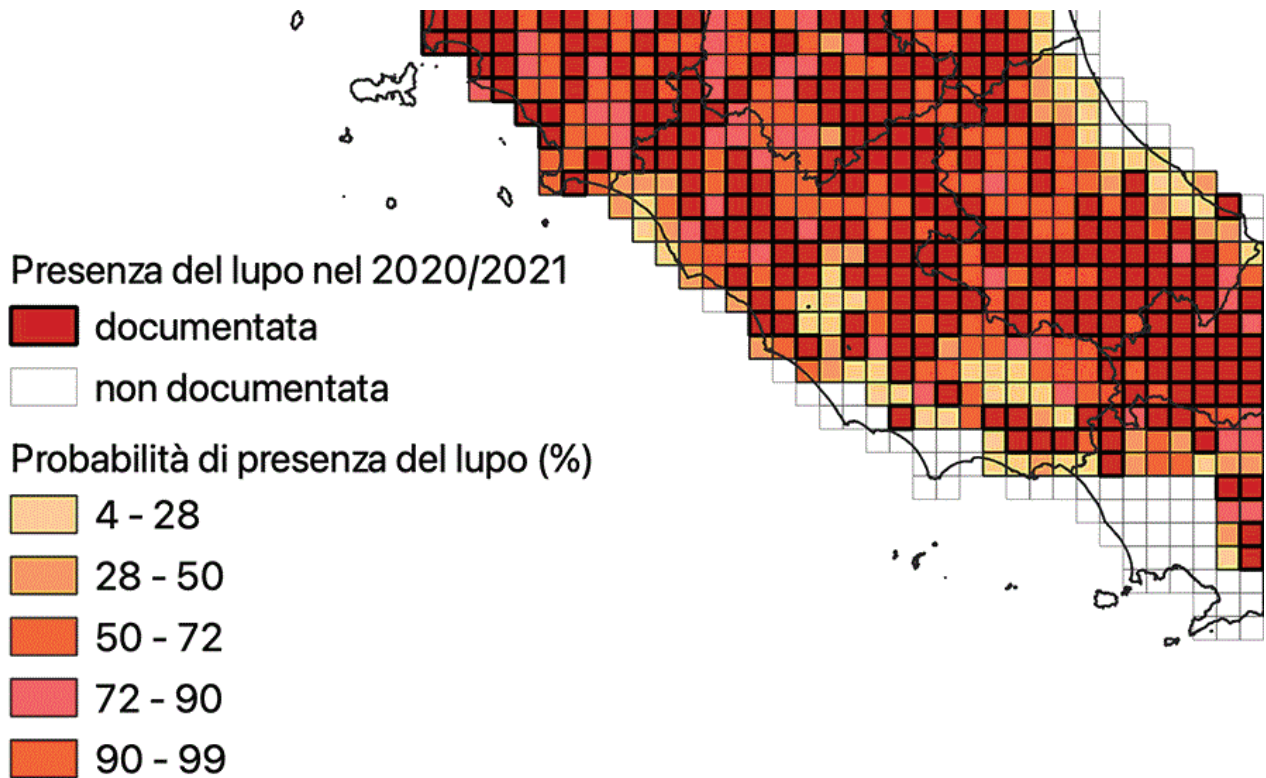 Presenza del lupo nel 2020/2021
documentata
non documentata
Probabilità di presenza del lupo (%)
4 - 28
28 - 50
50 - 72
72 - 90
90 - 99